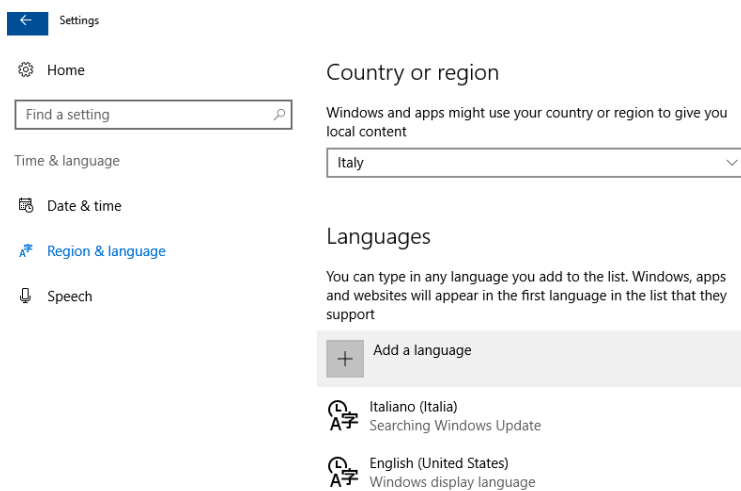 Settings
Home
Find a setting
Time & language
Date & time
Region & language
Speech
Country or region
Windows and apps might use your country or region to give you
local content
Italy
Languages
You can type in any language you add to the list. Windows, apps
and websites will appear in the first language in the list that they
support
Add a language
Italiano (Italia)
Searching Windows Update
English (United States)
Windows display language